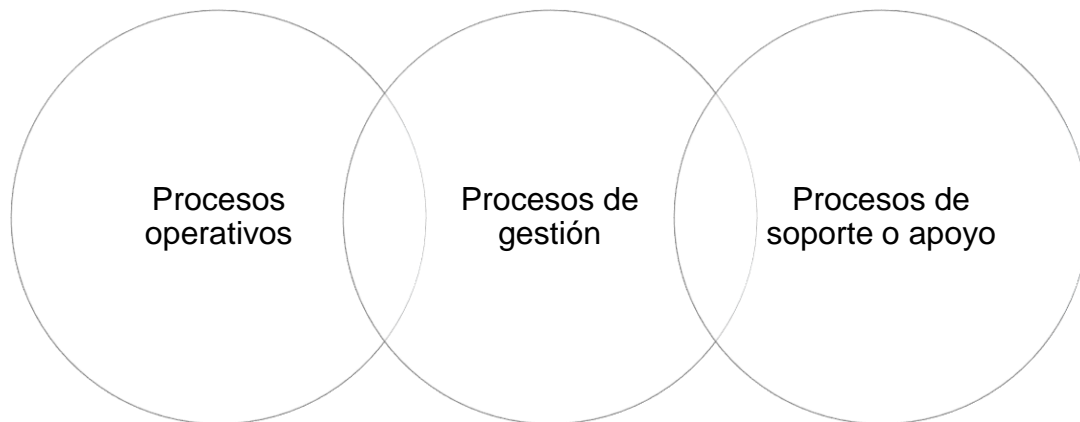 Procesos
operativos
Procesos de
gestión
Procesos de
soporte o apoyo